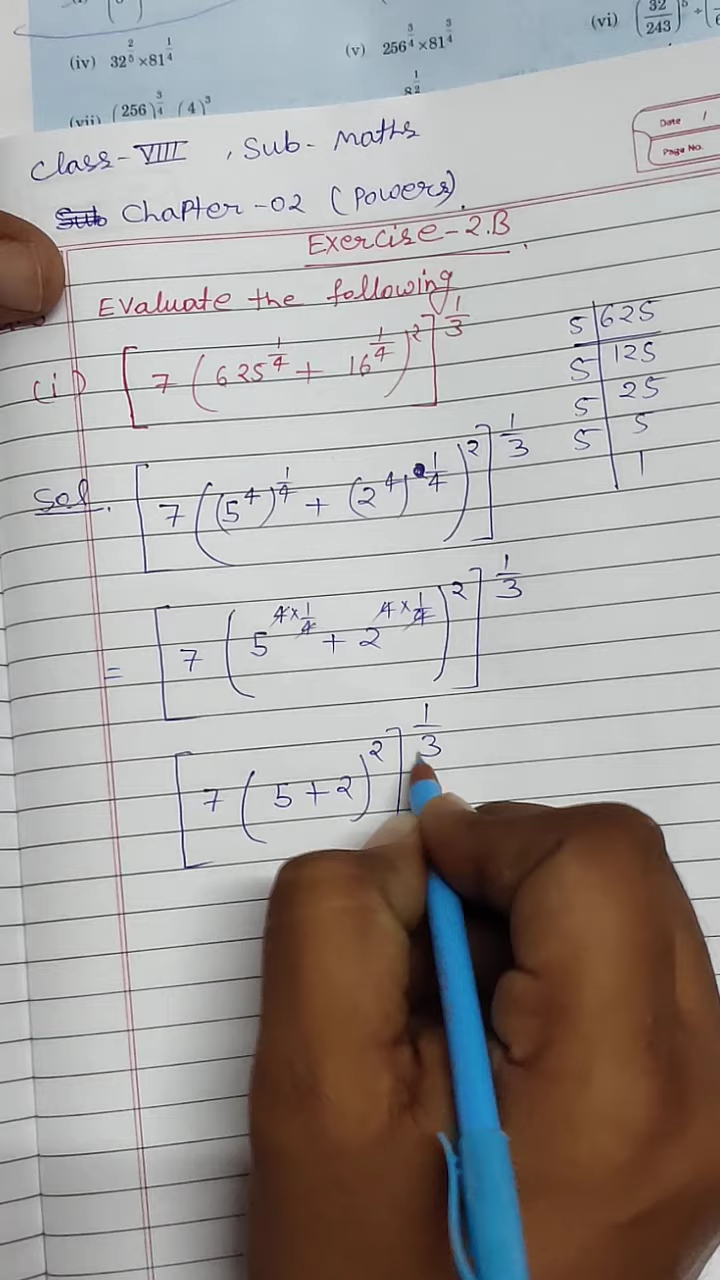 (iv) 32^(2/5) × 81^(1/4)
(v) 256^(3/4) × 81^(3/4)
(vi) (32/243)
(vii) (256)^(3/4) (4)^3
8^(1/2)
Date /
Page No.
Class-VIII, Sub- Maths
Chapter-02 (Powers).
Exercise-2.B.
Evaluate the following
(i) [7(625^(1/4) + 16^(1/4))^2]^(1/3)
5|625
5|125
5|25
5|5
|1
Sol. [7((5^4)^(1/4) + (2^4)^(1/4))^2]^(1/3)
= [7(5^(4×1/4) + 2^(4×1/4))^2]^(1/3)
[7(5+2)^2]^(1/3)